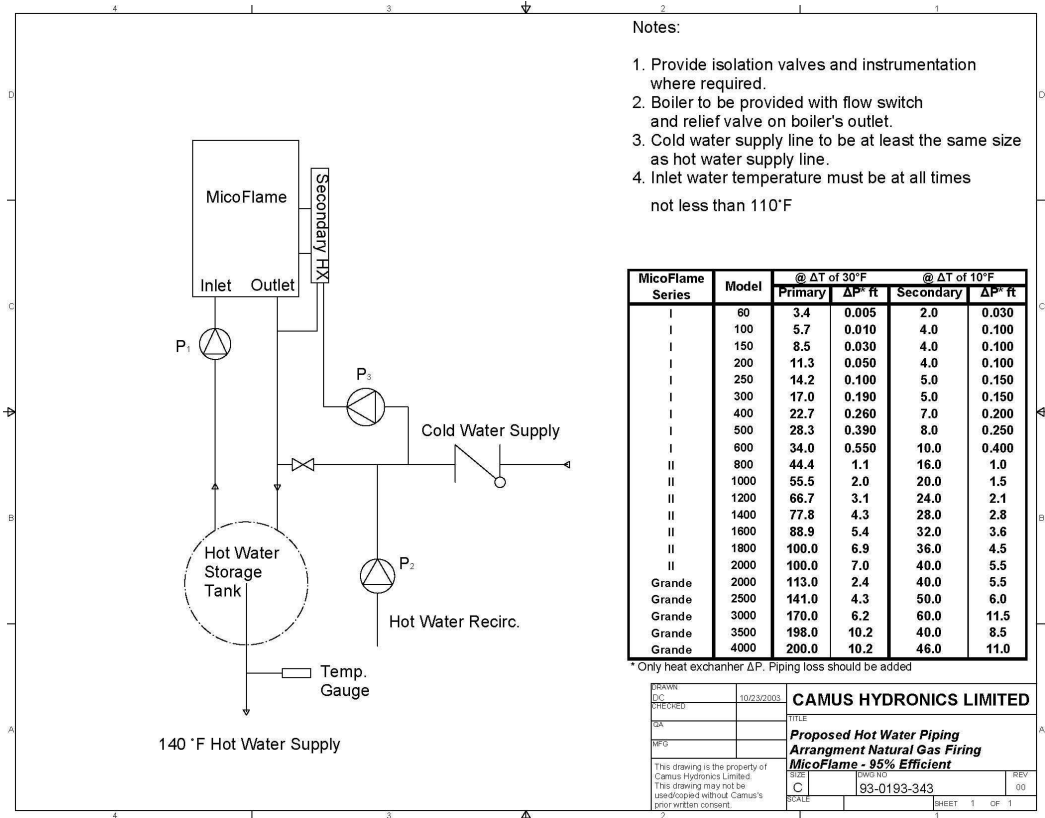 4 3 2 1
D D
C C
B B
A A
4 3 2 1
Notes:
1. Provide isolation valves and instrumentation
where required.
2. Boiler to be provided with flow switch
and relief valve on boiler's outlet.
3. Cold water supply line to be at least the same size
as hot water supply line.
4. Inlet water temperature must be at all times
not less than 110°F
MicoFlame
Secondary HX
Inlet Outlet
P1
P3
Cold Water Supply
Hot Water
Storage
Tank
P2
Hot Water Recirc.
Temp.
Gauge
140 °F Hot Water Supply
MicoFlame Series Model @ ΔT of 30°F @ ΔT of 10°F
Primary ΔP* ft Secondary ΔP* ft
I 60 3.4 0.005 2.0 0.030
I 100 5.7 0.010 4.0 0.100
I 150 8.5 0.030 4.0 0.100
I 200 11.3 0.050 4.0 0.100
I 250 14.2 0.100 5.0 0.150
I 300 17.0 0.190 5.0 0.150
I 400 22.7 0.260 7.0 0.200
I 500 28.3 0.390 8.0 0.250
I 600 34.0 0.550 10.0 0.400
II 800 44.4 1.1 16.0 1.0
II 1000 55.5 2.0 20.0 1.5
II 1200 66.7 3.1 24.0 2.1
II 1400 77.8 4.3 28.0 2.8
II 1600 88.9 5.4 32.0 3.6
II 1800 100.0 6.9 36.0 4.5
II 2000 100.0 7.0 40.0 5.5
Grande 2000 113.0 2.4 40.0 5.5
Grande 2500 141.0 4.3 50.0 6.0
Grande 3000 170.0 6.2 60.0 11.5
Grande 3500 198.0 10.2 40.0 8.5
Grande 4000 200.0 10.2 46.0 11.0
* Only heat exchanher ΔP. Piping loss should be added
DRAWN
DC 10/23/2003
CHECKED
QA
MFG
This drawing is the property of
Camus Hydronics Limited.
This drawing may not be
used/copied without Camus's
prior written consent.
CAMUS HYDRONICS LIMITED
TITLE
Proposed Hot Water Piping
Arrangment Natural Gas Firing
MicoFlame - 95% Efficient
SIZE DWG NO REV
C 93-0193-343 00
SCALE SHEET 1 OF 1